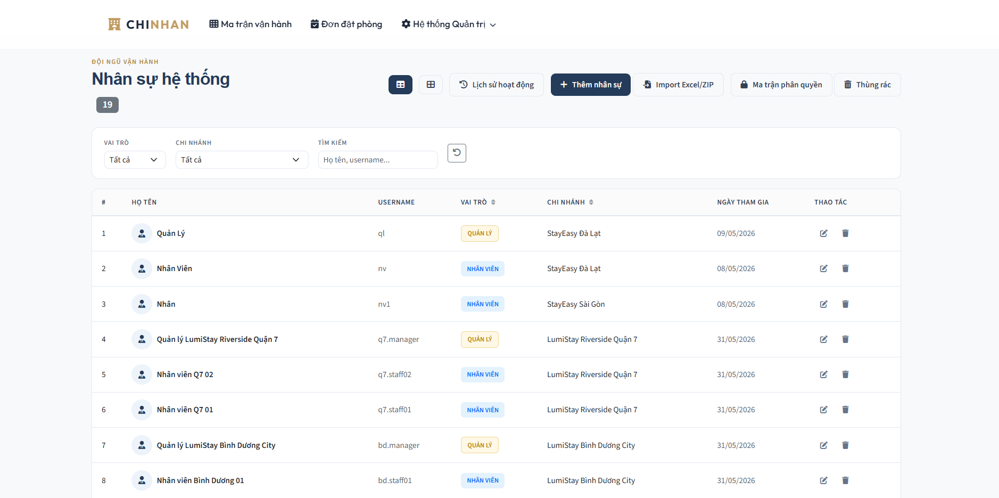 CHINHAN Ma trận vận hành Đơn đặt phòng Hệ thống Quản trị
ĐỘI NGŨ VẬN HÀNH
Nhân sự hệ thống
19
Lịch sử hoạt động Thêm nhân sự Import Excel/ZIP Ma trận phân quyền Thùng rác
VAI TRÒ CHI NHÁNH TÌM KIẾM
Tất cả Tất cả Họ tên, username...
# HỌ TÊN USERNAME VAI TRÒ CHI NHÁNH NGÀY THAM GIA THAO TÁC
1 Quản Lý ql QUẢN LÝ StayEasy Đà Lạt 09/05/2026
2 Nhân Viên nv NHÂN VIÊN StayEasy Đà Lạt 08/05/2026
3 Nhân nv1 NHÂN VIÊN StayEasy Sài Gòn 08/05/2026
4 Quản lý LumiStay Riverside Quận 7 q7.manager QUẢN LÝ LumiStay Riverside Quận 7 31/05/2026
5 Nhân viên Q7 02 q7.staff02 NHÂN VIÊN LumiStay Riverside Quận 7 31/05/2026
6 Nhân viên Q7 01 q7.staff01 NHÂN VIÊN LumiStay Riverside Quận 7 31/05/2026
7 Quản lý LumiStay Bình Dương City bd.manager QUẢN LÝ LumiStay Bình Dương City 31/05/2026
8 Nhân viên Bình Dương 01 bd.staff01 NHÂN VIÊN LumiStay Bình Dương City 31/05/2026